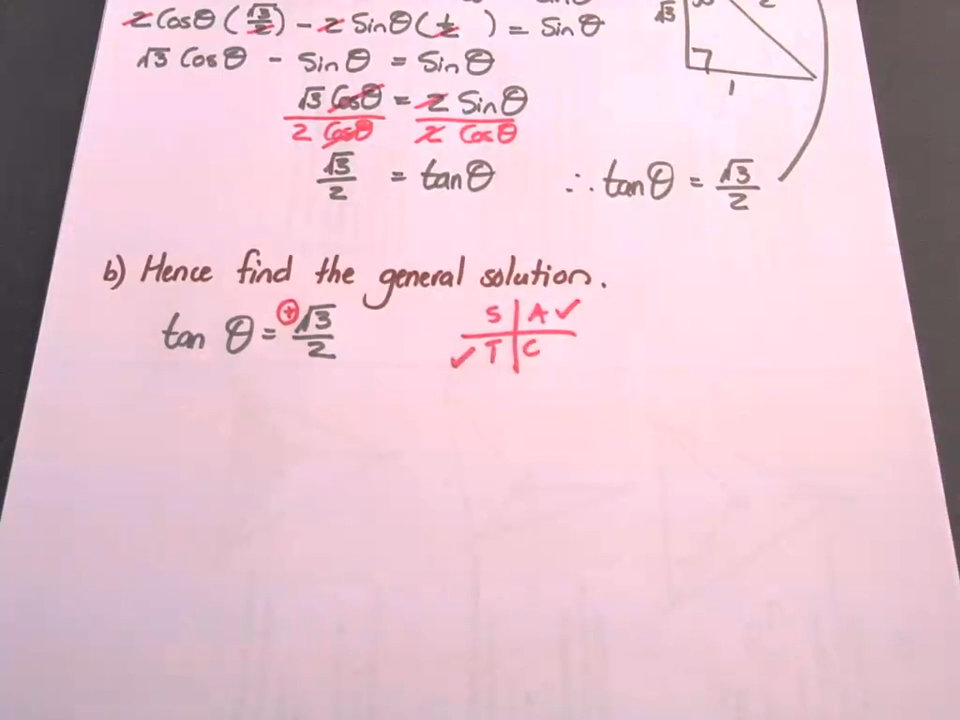 2 Cosθ (√3/2) - 2 Sinθ (1/2) = Sinθ
√3
2
1
√3 Cosθ - Sinθ = Sinθ
√3 Cosθ = 2 Sinθ
2 Cosθ 2 Cosθ
√3/2 = tanθ ∴ tanθ = √3/2
b) Hence find the general solution.
tan θ = +√3/2
S A ✓
✓ T C